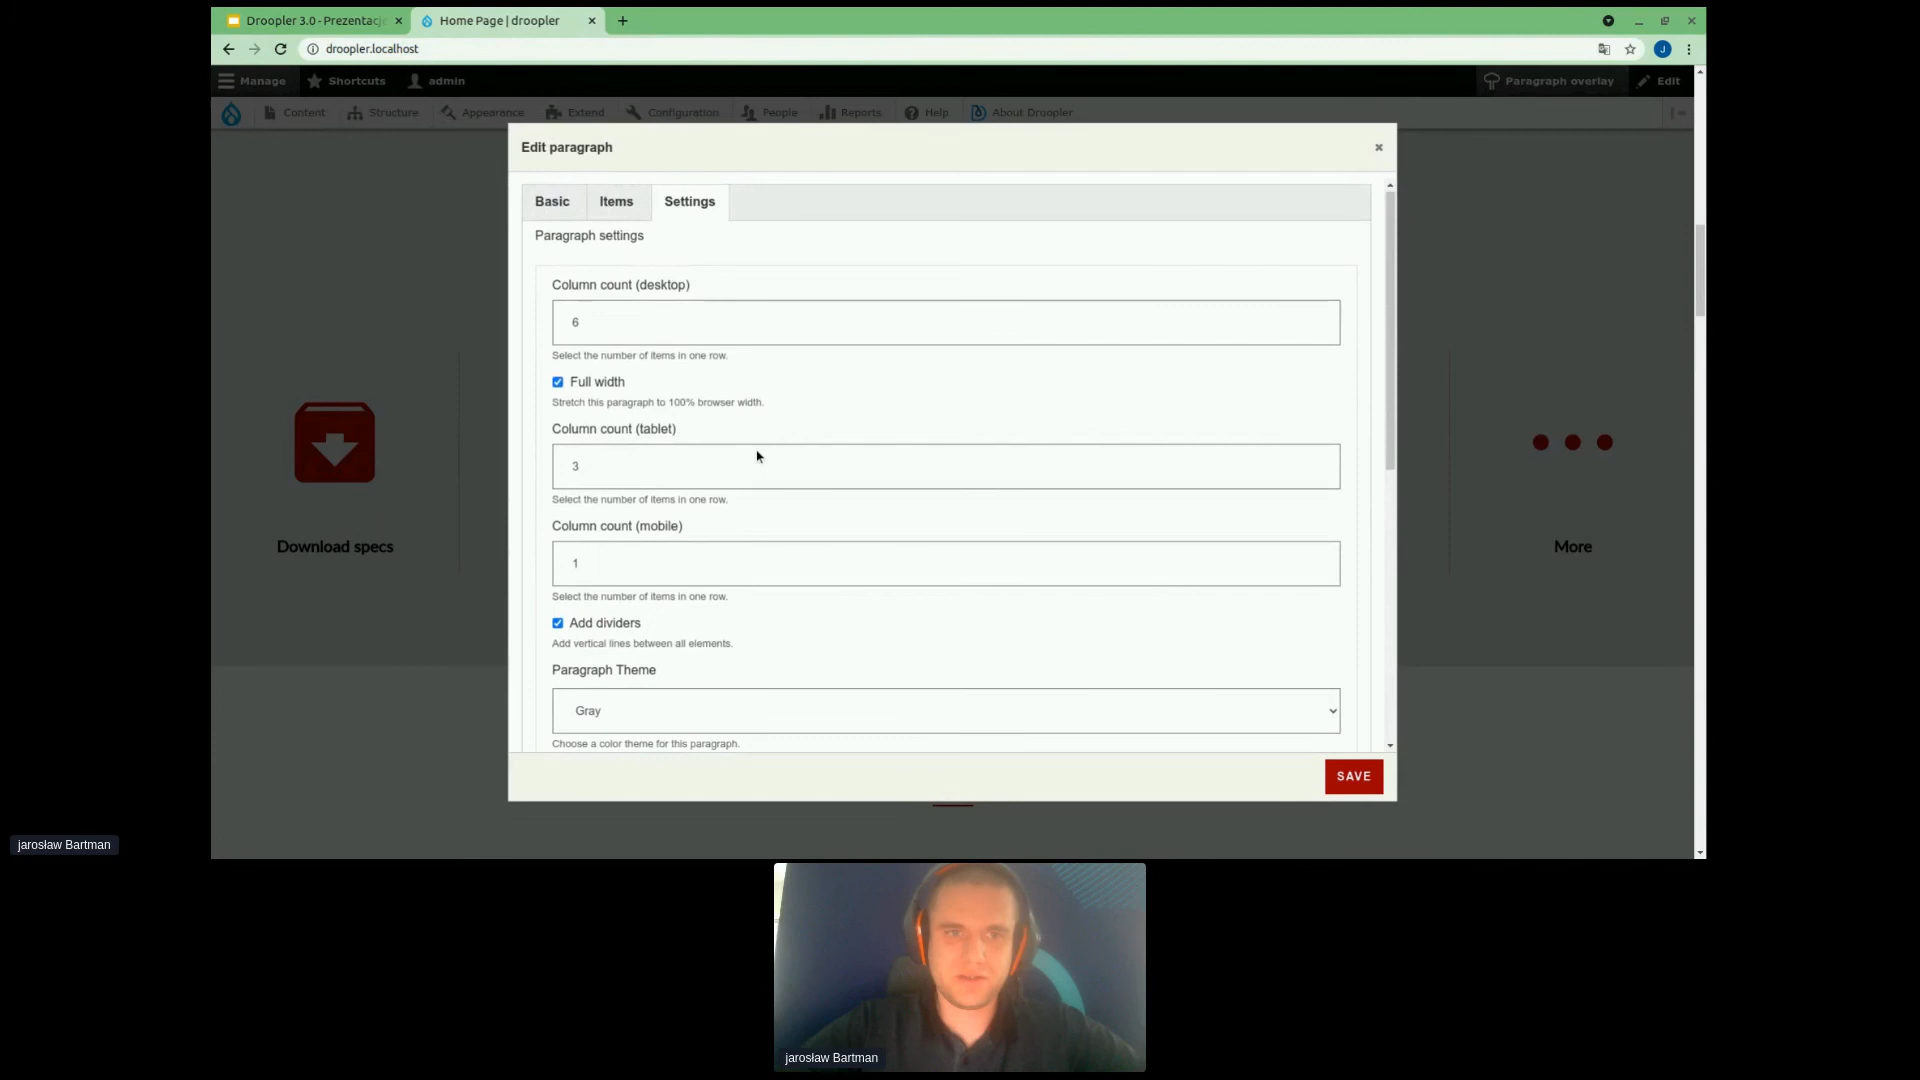 Droopler 3.0 - Prezentacje
Home Page | droopler
droopler.localhost
J
Manage
Shortcuts
admin
Paragraph overlay
Edit
Content
Structure
Appearance
Extend
Configuration
People
Reports
Help
About Droopler
Edit paragraph
Basic
Items
Settings
Paragraph settings
Column count (desktop)
6
Select the number of items in one row.
Full width
Stretch this paragraph to 100% browser width.
Column count (tablet)
3
Select the number of items in one row.
Column count (mobile)
1
Select the number of items in one row.
Add dividers
Add vertical lines between all elements.
Paragraph Theme
Gray
Choose a color theme for this paragraph.
SAVE
Download specs
More
jarosław Bartman
jarosław Bartman